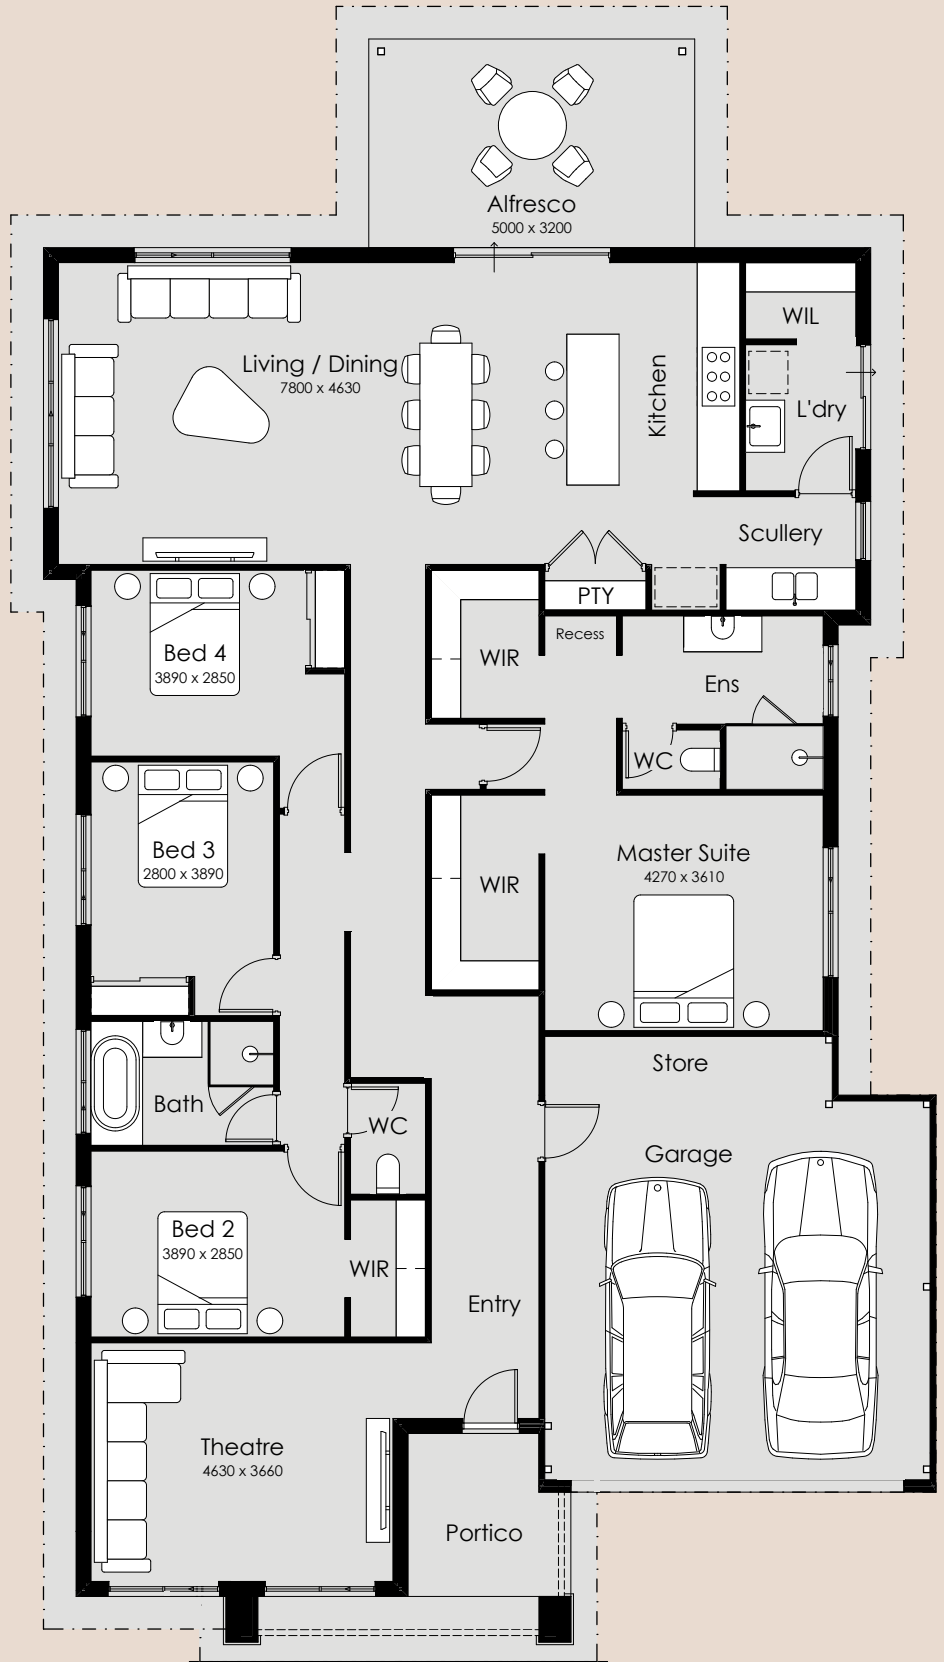 Alfresco
5000 x 3200
WIL
Living / Dining
7800 x 4630
Kitchen
L'dry
Scullery
PTY
Recess
Bed 4
3890 x 2850
WIR
Ens
WC
Bed 3
2800 x 3890
WIR
Master Suite
4270 x 3610
Store
Bath
WC
Garage
Bed 2
3890 x 2850
WIR
Entry
Theatre
4630 x 3660
Portico